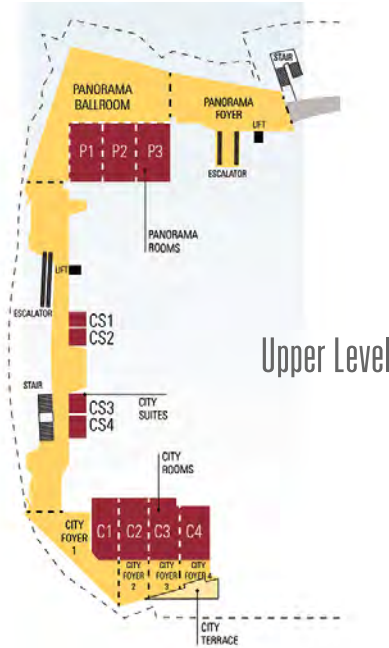 STAIR
PANORAMA
BALLROOM
PANORAMA
FOYER
LIFT
P1 P2 P3
ESCALATOR
PANORAMA
ROOMS
LIFT
ESCALATOR
CS1
CS2
Upper Level
STAIR
CS3
CS4
CITY
SUITES
CITY
ROOMS
CITY
FOYER
1
C1 C2 C3 C4
CITY
FOYER
2
CITY
FOYER
3
CITY
FOYER 4
CITY
TERRACE